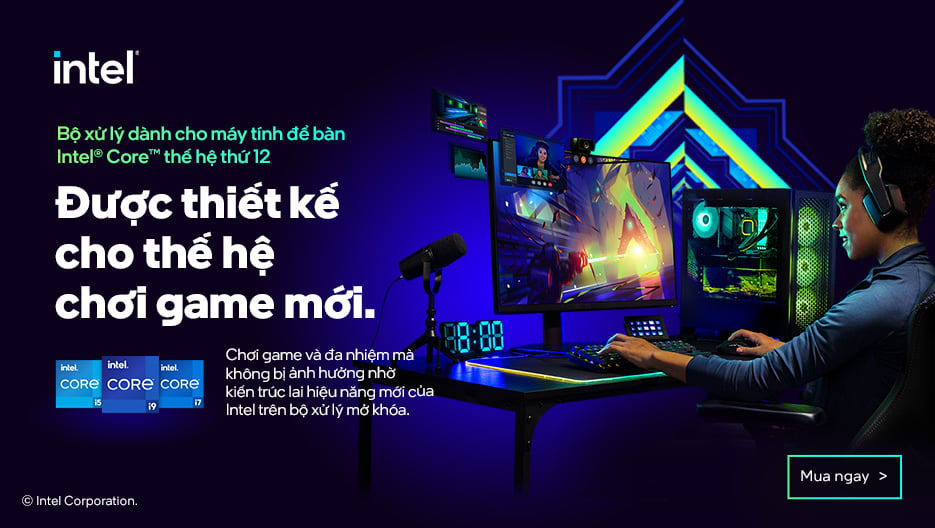 intel
Bộ xử lý dành cho máy tính để bàn
Intel® Core™ thế hệ thứ 12
Được thiết kế
cho thế hệ
chơi game mới.
intel.
CORE
i5
intel.
CORE
i9
intel.
CORE
i7
Chơi game và đa nhiệm mà
không bị ảnh hưởng nhờ
kiến trúc lai hiệu năng mới của
Intel trên bộ xử lý mở khóa.
8:00
Mua ngay >
© Intel Corporation.